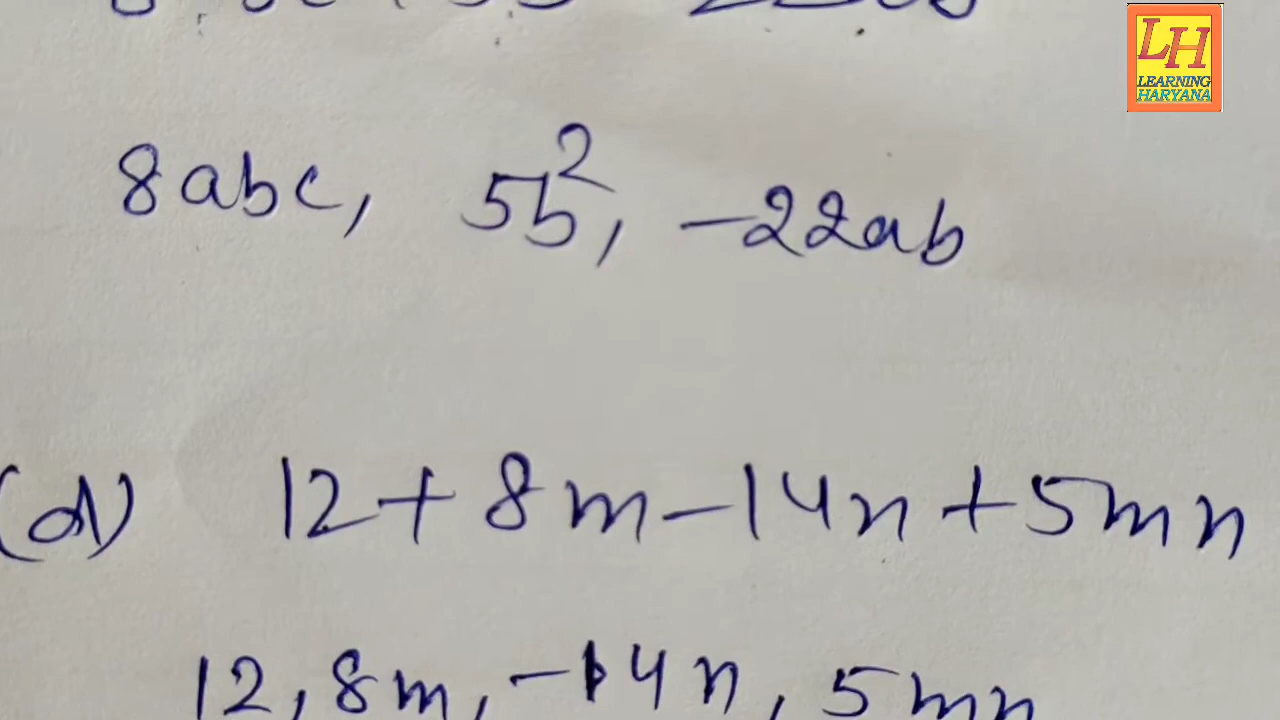 LH
LEARNING
HARYANA
8abc, 5b², -22ab
(d) 12+8m-14n+5mn
12, 8m, -14n, 5mn